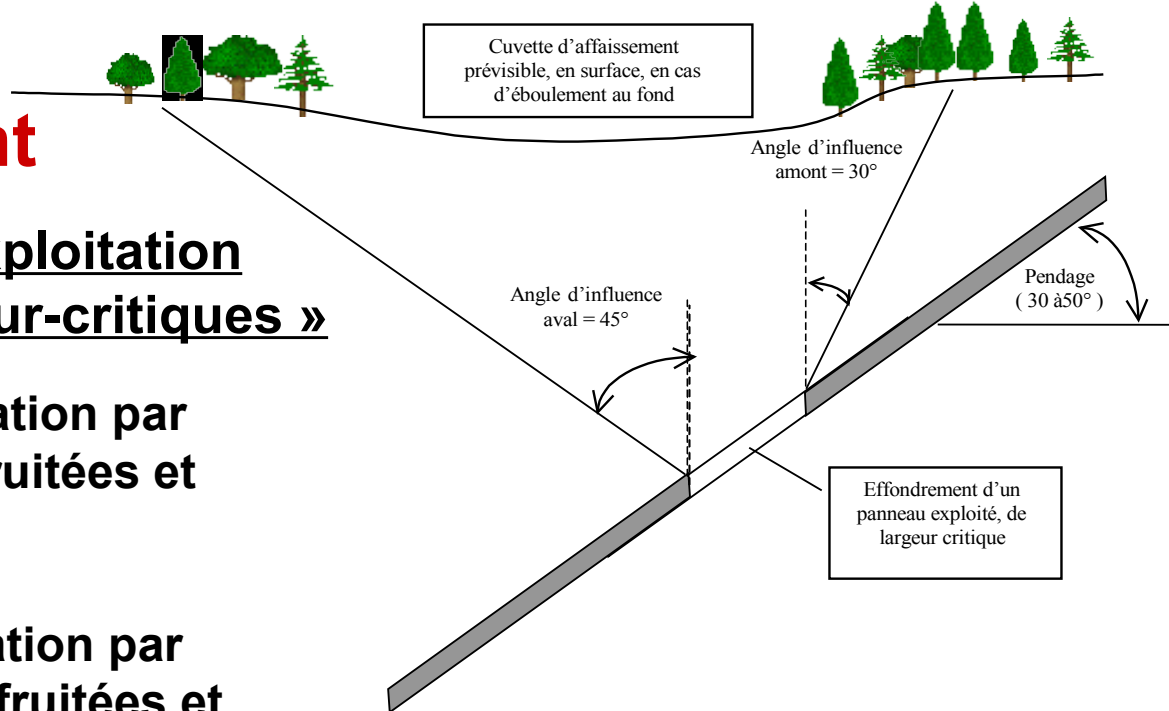 Cuvette d'affaissement
prévisible, en surface, en cas
d'éboulement au fond
nt
ploitation
ur-critiques »
ation par
ruitées et
ation par
fruitées et
Angle d'influence
amont = 30°
Angle d'influence
aval = 45°
Pendage
( 30 à50° )
Effondrement d'un
panneau exploité, de
largeur critique